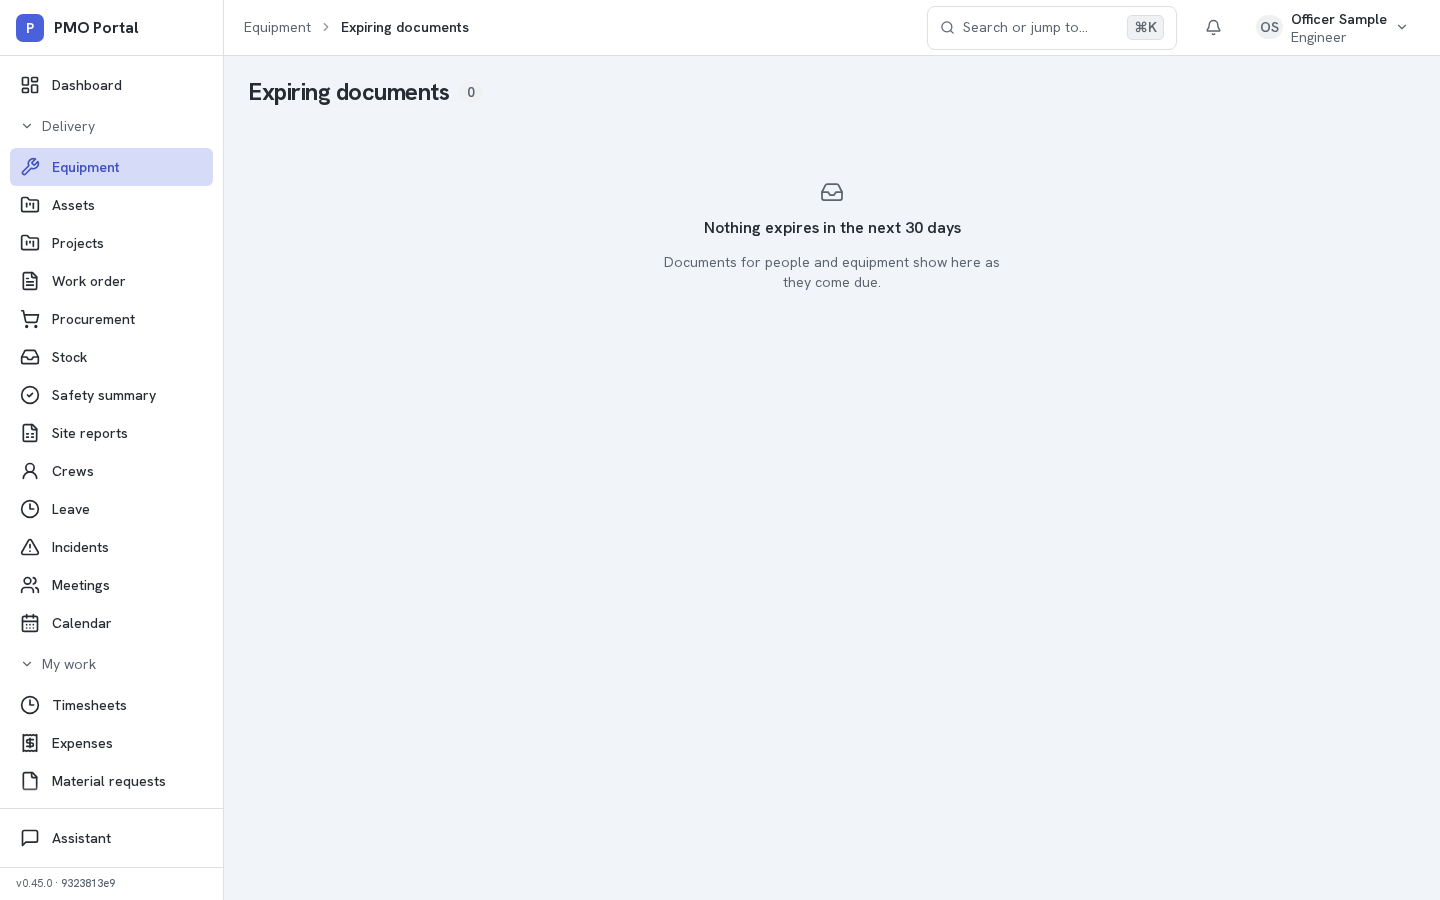 P PMO Portal
Equipment > Expiring documents
Search or jump to... ⌘K
OS
Officer Sample
Engineer
Dashboard
Delivery
Equipment
Assets
Projects
Work order
Procurement
Stock
Safety summary
Site reports
Crews
Leave
Incidents
Meetings
Calendar
My work
Timesheets
Expenses
Material requests
Assistant
v0.45.0 · 9323813e9
Expiring documents 0
Nothing expires in the next 30 days
Documents for people and equipment show here as
they come due.